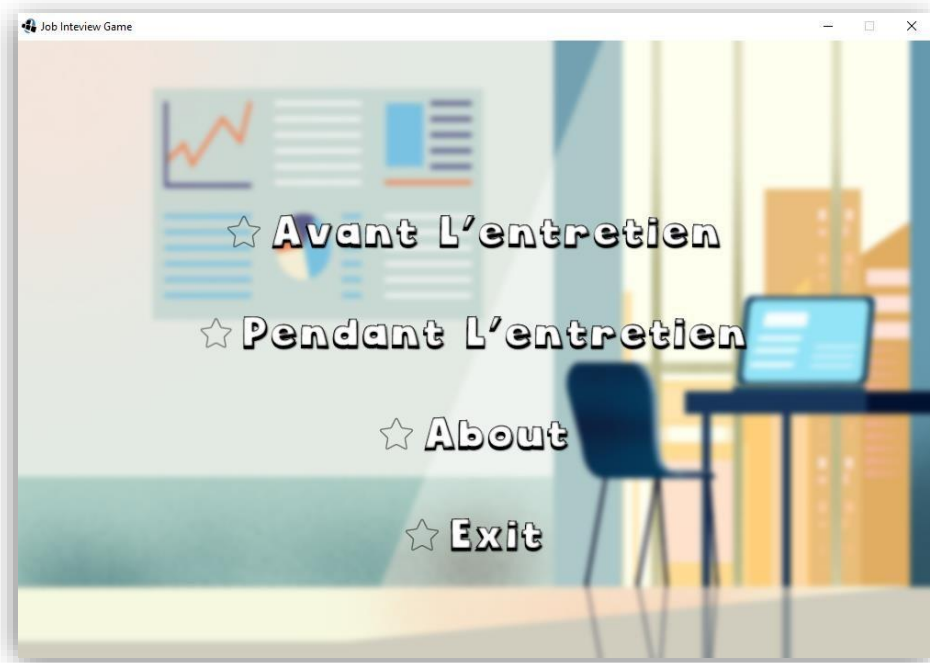 Job Inteview Game
Avant L'entretien
Pendant L'entretien
About
Exit